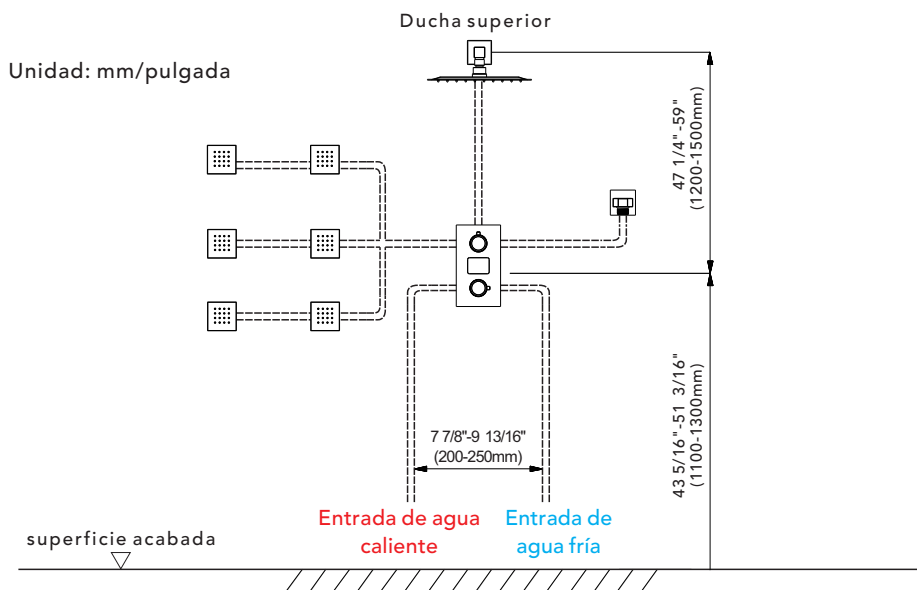 Ducha superior
Unidad: mm/pulgada
47 1/4"-59"
(1200-1500mm)
43 5/16"-51 3/16"
(1100-1300mm)
7 7/8"-9 13/16"
(200-250mm)
Entrada de agua
caliente
Entrada de
agua fría
superficie acabada